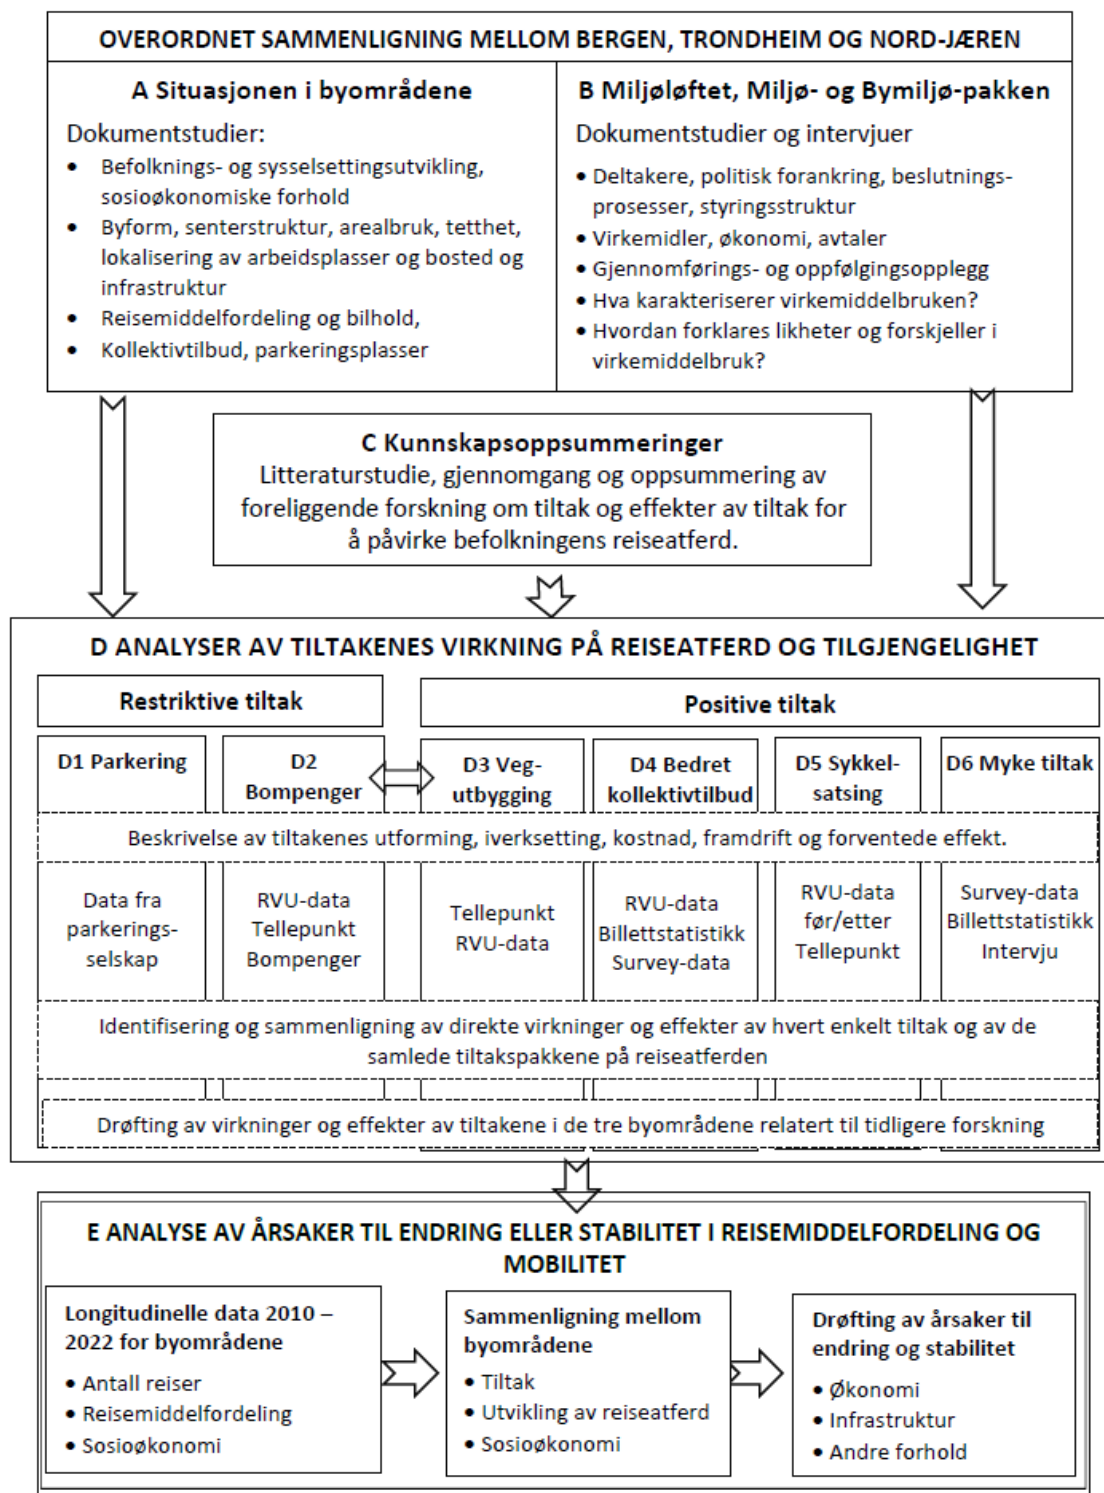 OVERORDNET SAMMENLIGNING MELLOM BERGEN, TRONDHEIM OG NORD-JÆREN
A Situasjonen i byområdene
Dokumentstudier:
• Befolknings- og sysselsettingsutvikling,
sosioøkonomiske forhold
• Byform, senterstruktur, arealbruk, tetthet,
lokalisering av arbeidsplasser og bosted og
infrastruktur
• Reisemiddelfordeling og bilhold,
• Kollektivtilbud, parkeringsplasser
B Miljøløftet, Miljø- og Bymiljø-pakken
Dokumentstudier og intervjuer
• Deltakere, politisk forankring, beslutnings-
prosesser, styringsstruktur
• Virkemidler, økonomi, avtaler
• Gjennomførings- og oppfølgingsopplegg
• Hva karakteriserer virkemiddelbruken?
• Hvordan forklares likheter og forskjeller i
virkemiddelbruk?
C Kunnskapsoppsummeringer
Litteraturstudie, gjennomgang og oppsummering av
foreliggende forskning om tiltak og effekter av tiltak for
å påvirke befolkningens reiseatferd.
D ANALYSER AV TILTAKENES VIRKNING PÅ REISEATFERD OG TILGJENGELIGHET
Restriktive tiltak
Positive tiltak
D1 Parkering
D2
Bompenger
D3 Veg-
utbygging
D4 Bedret
kollektivtilbud
D5 Sykkel-
satsing
D6 Myke tiltak
Beskrivelse av tiltakenes utforming, iverksetting, kostnad, framdrift og forventede effekt.
Data fra
parkerings-
selskap
RVU-data
Tellepunkt
Bompenger
Tellepunkt
RVU-data
RVU-data
Billettstatistikk
Survey-data
RVU-data
før/etter
Tellepunkt
Survey-data
Billettstatistikk
Intervju
Identifisering og sammenligning av direkte virkninger og effekter av hvert enkelt tiltak og av de
samlede tiltakspakkene på reiseatferden
Drøfting av virkninger og effekter av tiltakene i de tre byområdene relatert til tidligere forskning
E ANALYSE AV ÅRSAKER TIL ENDRING ELLER STABILITET I REISEMIDDELFORDELING OG
MOBILITET
Longitudinelle data 2010 –
2022 for byområdene
• Antall reiser
• Reisemiddelfordeling
• Sosioøkonomi
Sammenligning mellom
byområdene
• Tiltak
• Utvikling av reiseatferd
• Sosioøkonomi
Drøfting av årsaker til
endring og stabilitet
• Økonomi
• Infrastruktur
• Andre forhold